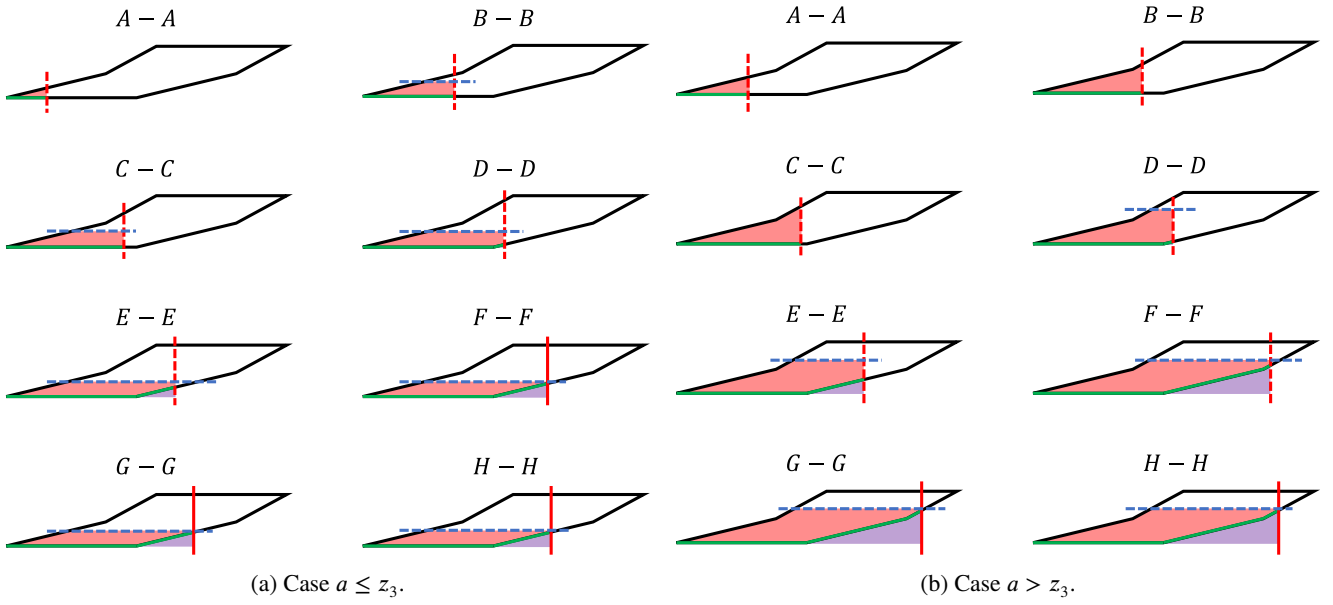 A – A B – B A – A B – B
C – C D – D C – C D – D
E – E F – F E – E F – F
G – G H – H G – G H – H
(a) Case a ≤ z₃. (b) Case a > z₃.